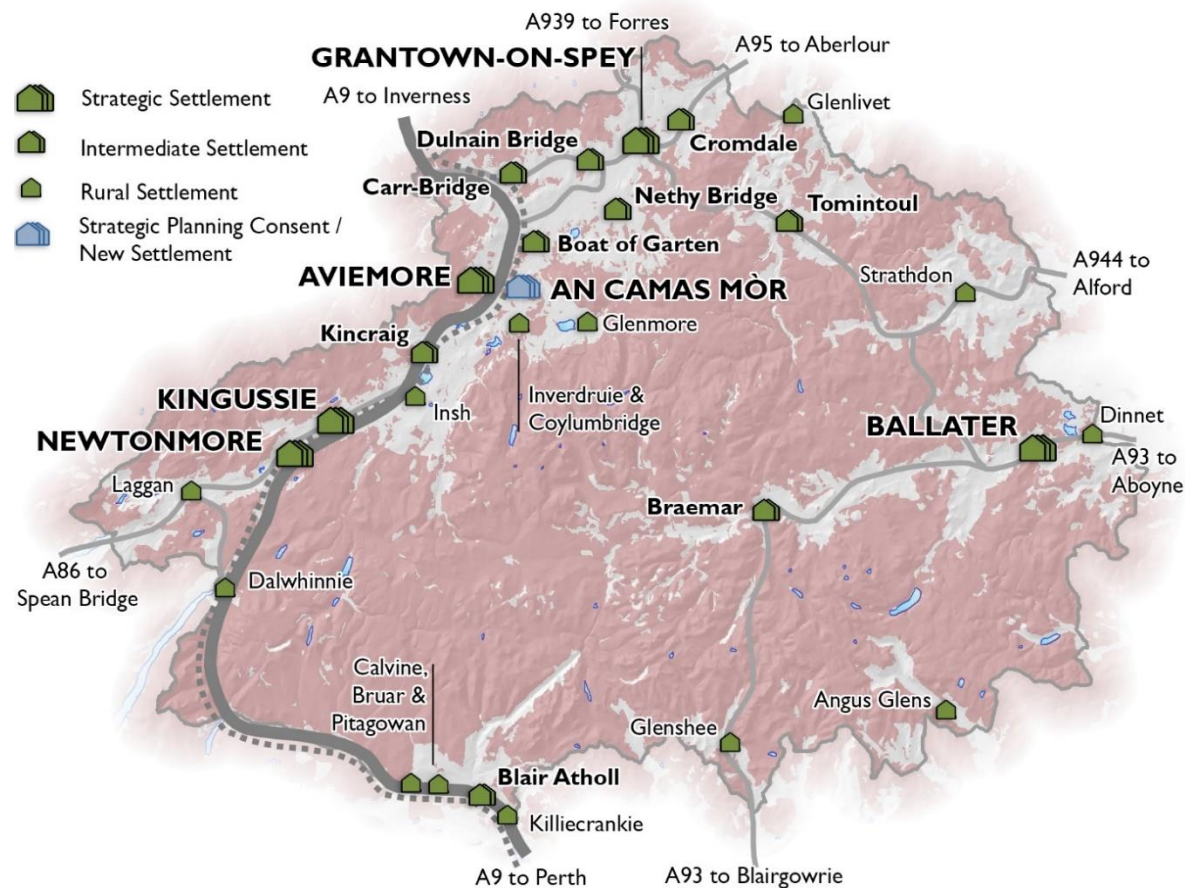 A939 to Forres
GRANTOWN-ON-SPEY
A95 to Aberlour
Strategic Settlement
A9 to Inverness
Glenlivet
Intermediate Settlement
Dulnain Bridge
Cromdale
Rural Settlement
Carr-Bridge
Nethy Bridge
Tomintoul
Strategic Planning Consent /
New Settlement
Boat of Garten
AVIEMORE
AN CAMAS MÒR
Strathdon
A944 to
Alford
Kincraig
Glenmore
KINGUSSIE
Insh
Inverdruie &
Coylumbridge
NEWTONMORE
BALLATER
Dinnet
A93 to
Aboyne
Laggan
Braemar
A86 to
Spean Bridge
Dalwhinnie
Calvine,
Bruar &
Pitagowan
Angus Glens
Glenshee
Blair Atholl
Killiecrankie
A9 to Perth
A93 to Blairgowrie